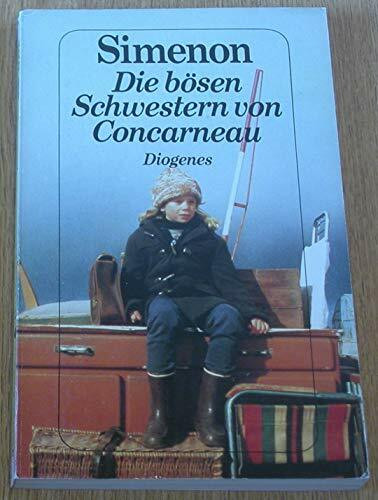 Simenon
Die bösen
Schwestern von
Concarneau
Diogenes